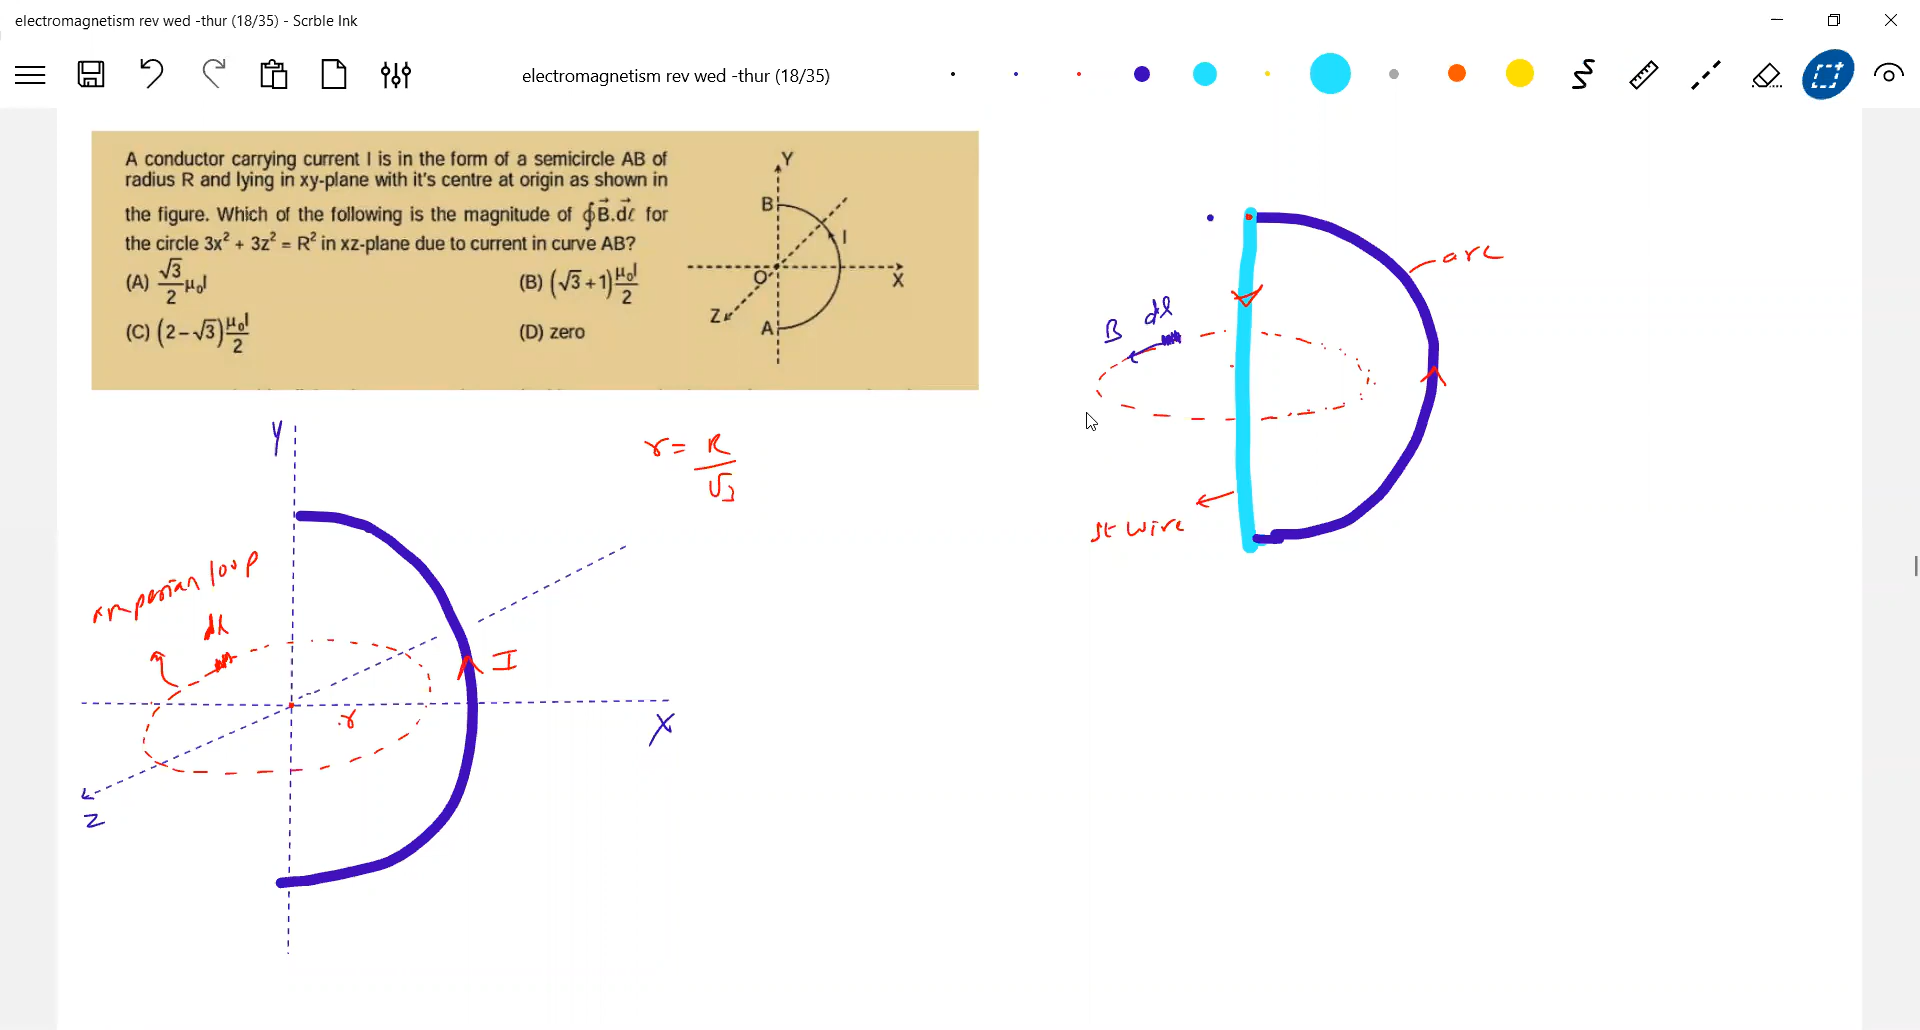 electromagnetism rev wed -thur (18/35) - Scrble Ink
electromagnetism rev wed -thur (18/35)
A conductor carrying current I is in the form of a semicircle AB of
radius R and lying in xy-plane with it's centre at origin as shown in
the figure. Which of the following is the magnitude of ∮B⃗.dℓ⃗ for
the circle 3x² + 3z² = R² in xz-plane due to current in curve AB?
(A) √3/2 μ₀I
(B) (√3 + 1) μ₀I/2
(C) (2 − √3) μ₀I/2
(D) zero
Y
B
I
O
X
Z
A
Y
r = R/√3
amperian loop
dl
I
r
X
Z
arc
B dl
st wire